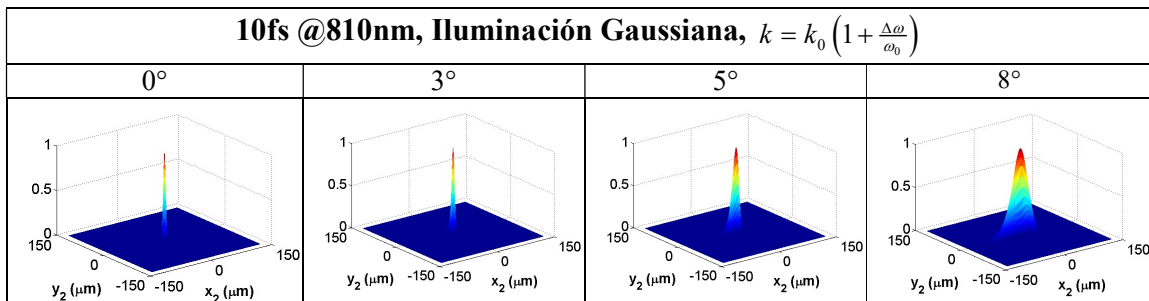 10fs @810nm, Iluminación Gaussiana, k = k₀ (1 + Δω/ω₀)
0° 3° 5° 8°
1 1 1 1
0.5 0.5 0.5 0.5
0 0 0 0
150 150 150 150 150 150 150 150
0 0 0 0 0 0 0 0
-150 -150 -150 -150 -150 -150 -150 -150
y₂ (μm) x₂ (μm) y₂ (μm) x₂ (μm) y₂ (μm) x₂ (μm) y₂ (μm) x₂ (μm)